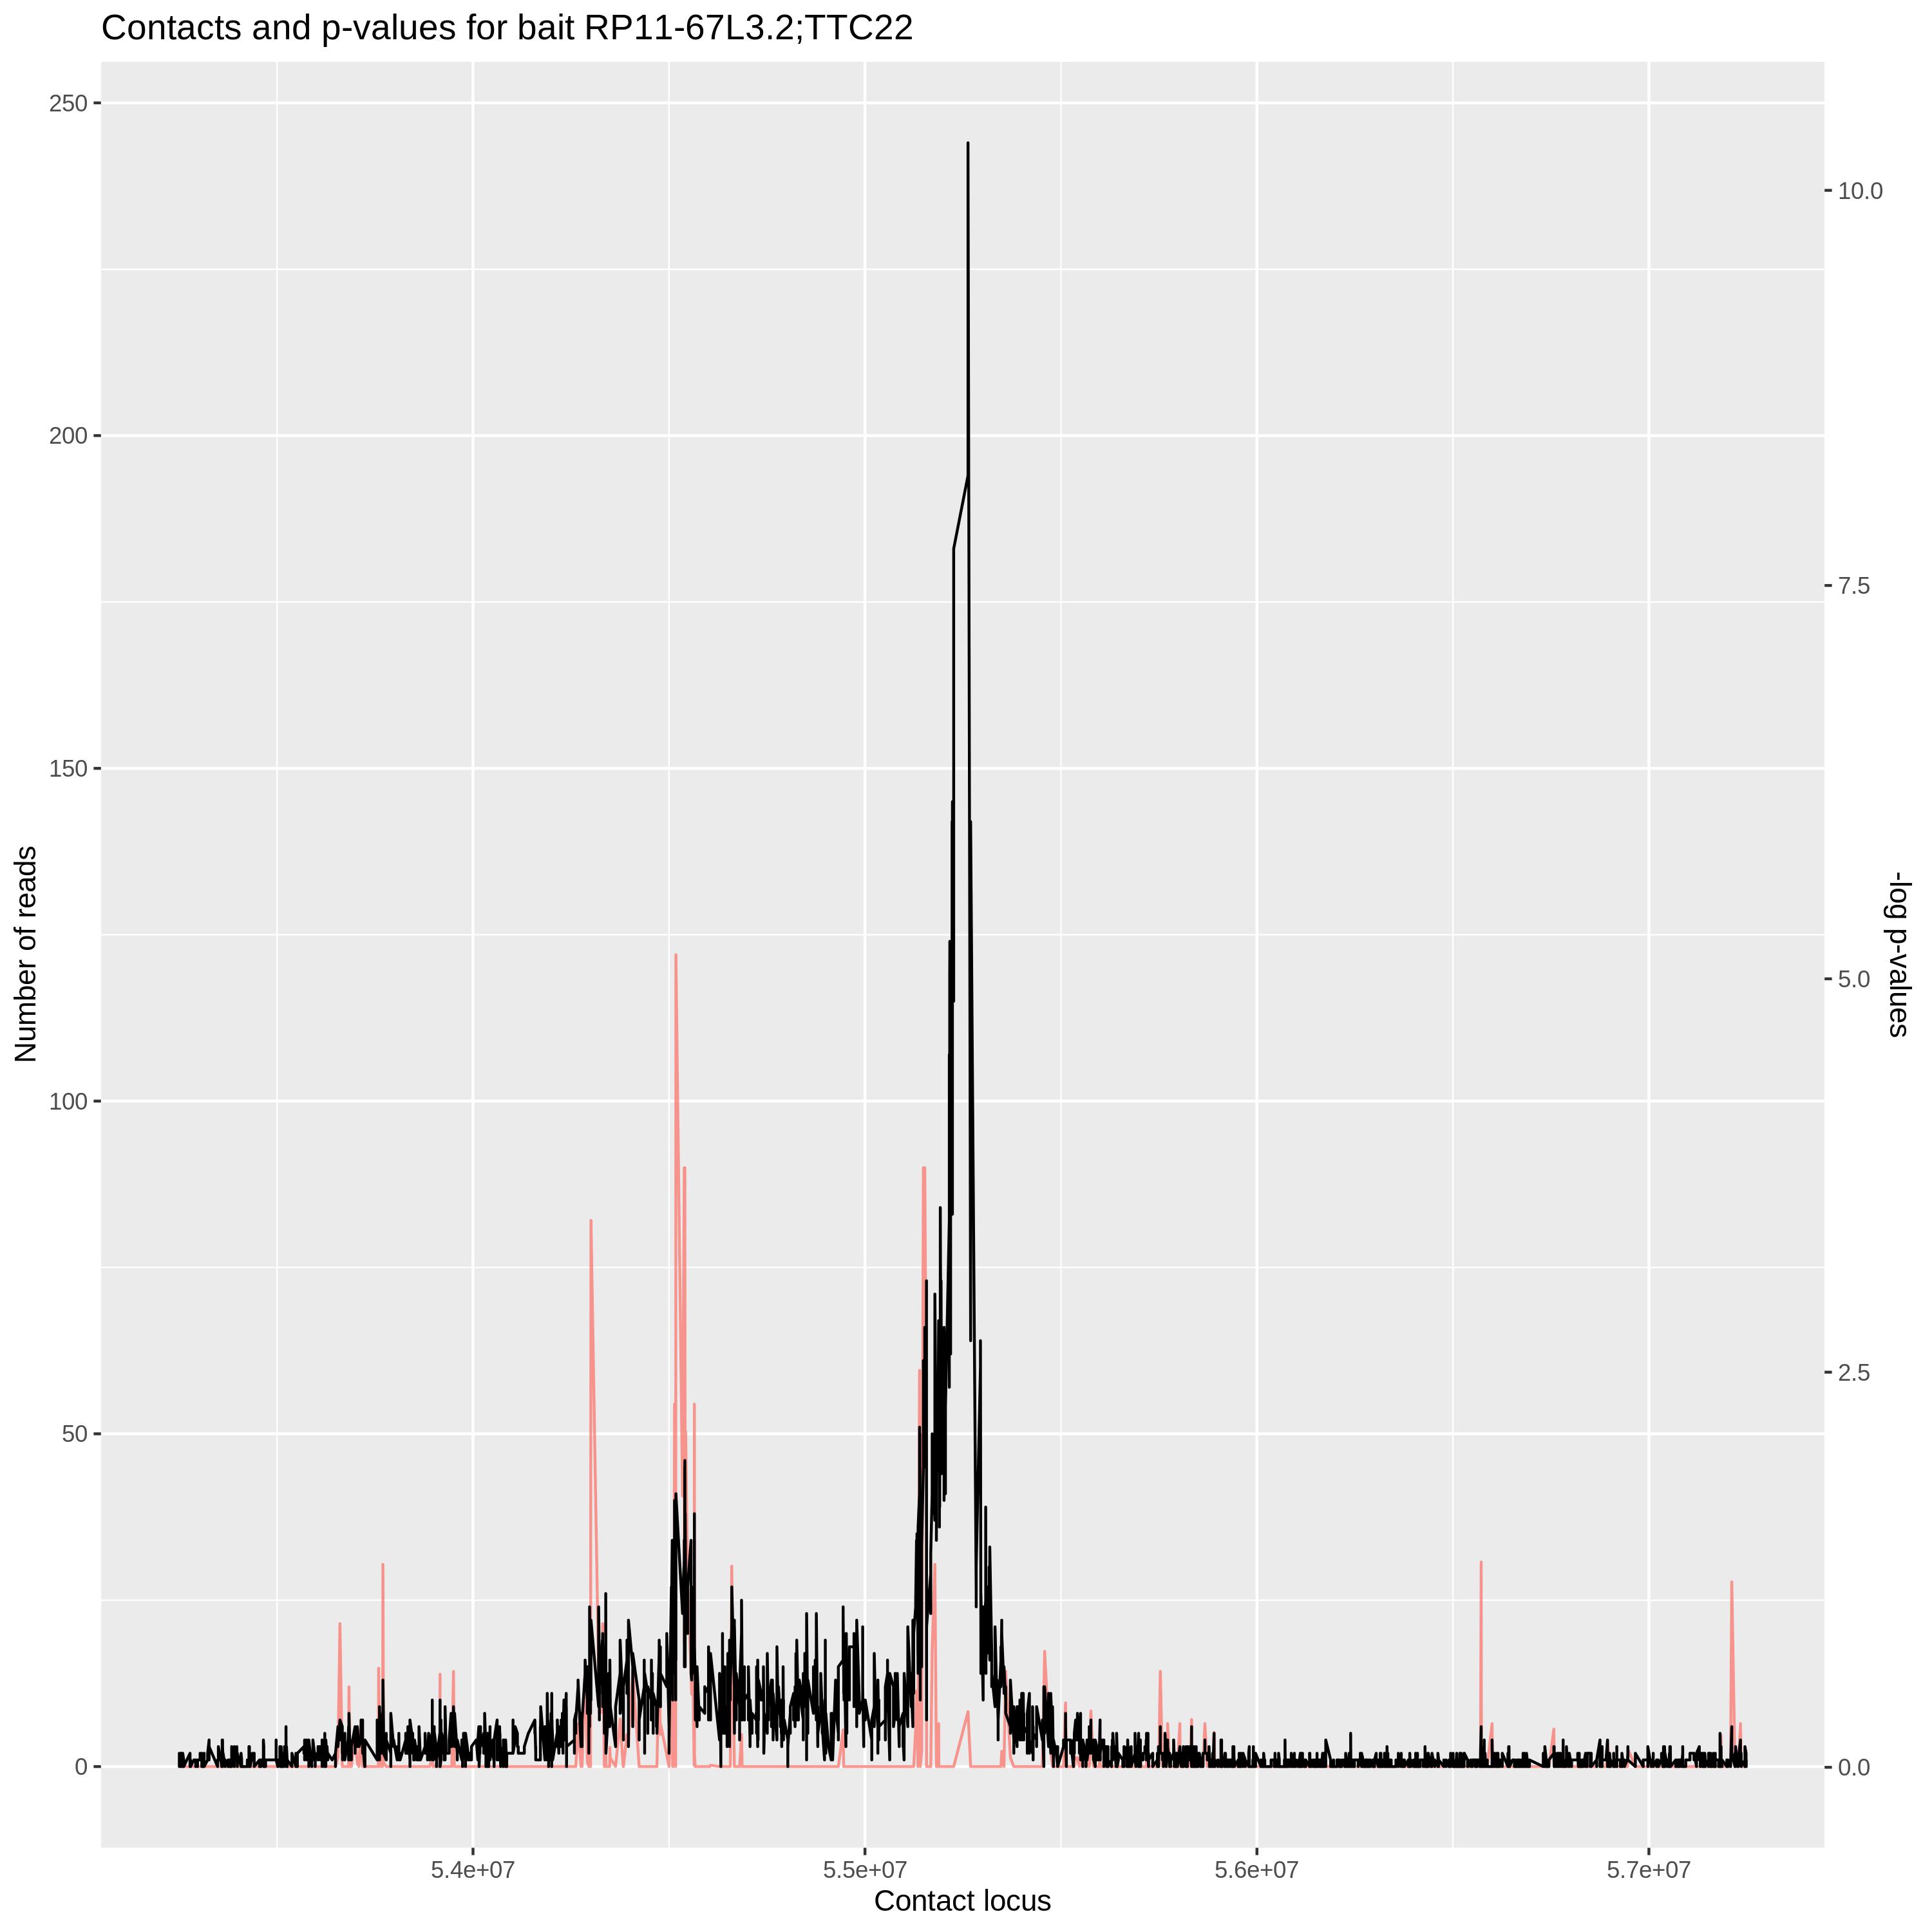 Contacts and p-values for bait RP11-67L3.2;TTC22
250
200
150
100
50
0
Number of reads
10.0
7.5
5.0
2.5
0.0
-log p-values
5.4e+07 5.5e+07 5.6e+07 5.7e+07
Contact locus